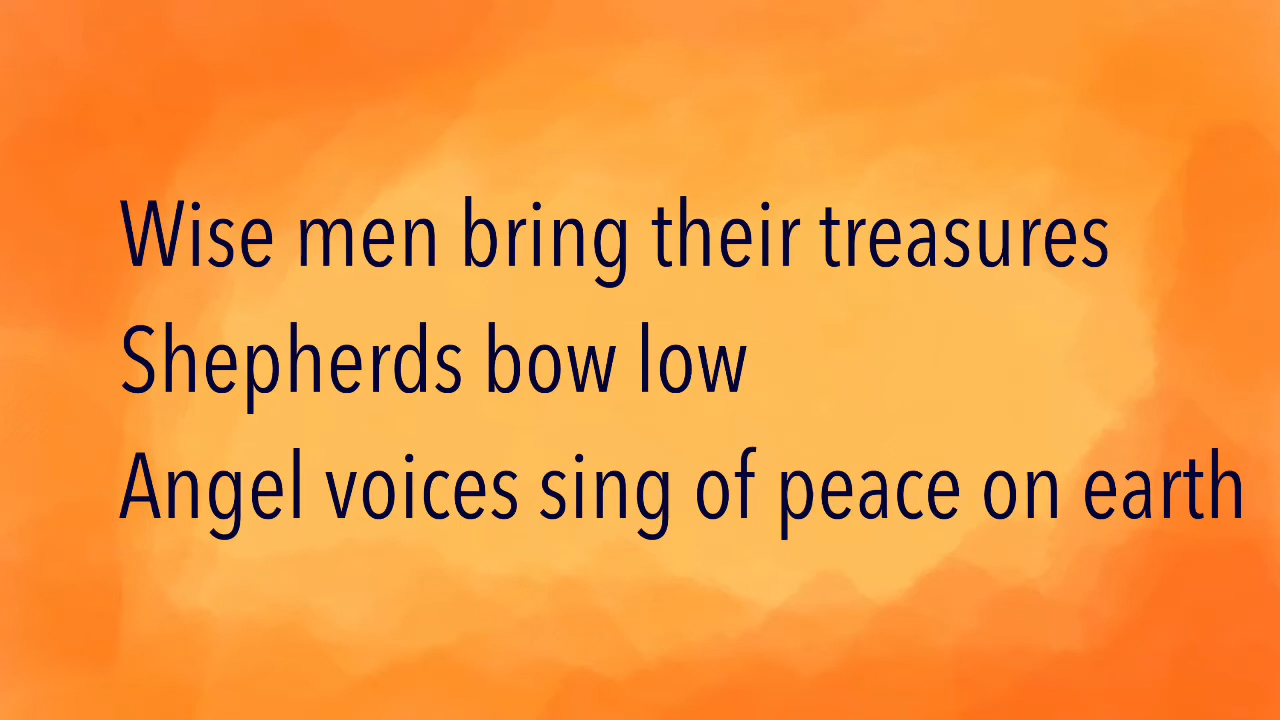 Wise men bring their treasures
Shepherds bow low
Angel voices sing of peace on earth